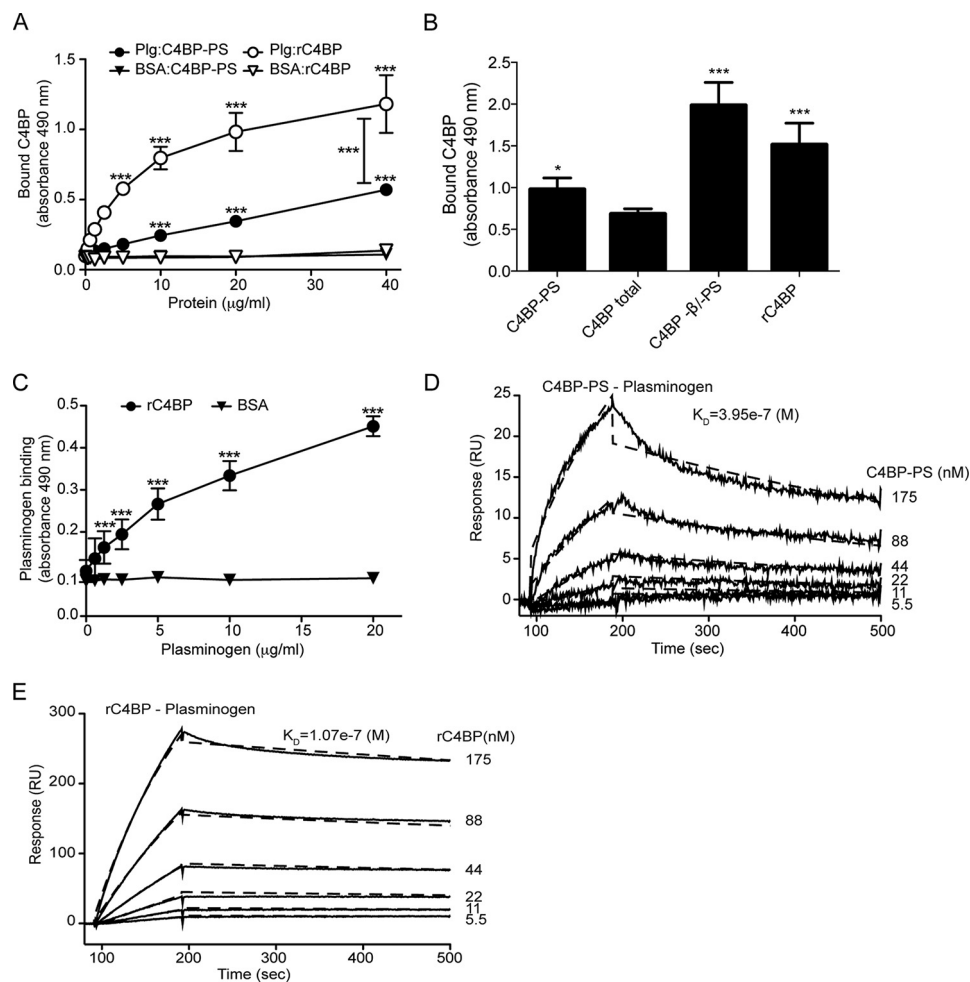 A
Plg:C4BP-PS Plg:rC4BP
BSA:C4BP-PS BSA:rC4BP
Bound C4BP
(absorbance 490 nm)
1.5
1.0
0.5
0.0
*** *** *** *** *** *** *** ***
0 10 20 30 40
Protein (μg/ml)
B
Bound C4BP
(absorbance 490 nm)
2.5
2.0
1.5
1.0
0.5
0.0
* *** ***
C4BP-PS
C4BP total
C4BP -β/-PS
rC4BP
C
rC4BP BSA
Plasminogen binding
(absorbance 490 nm)
0.5
0.4
0.3
0.2
0.1
0.0
*** *** *** *** ***
0 5 10 15 20
Plasminogen (μg/ml)
D
C4BP-PS - Plasminogen
K_D=3.95e-7 (M)
C4BP-PS (nM)
Response (RU)
25
20
15
10
5
0
175
88
44
22
11
5.5
100 200 300 400 500
Time (sec)
E
rC4BP - Plasminogen
K_D=1.07e-7 (M)
rC4BP(nM)
Response (RU)
300
200
100
0
175
88
44
22
11
5.5
100 200 300 400 500
Time (sec)